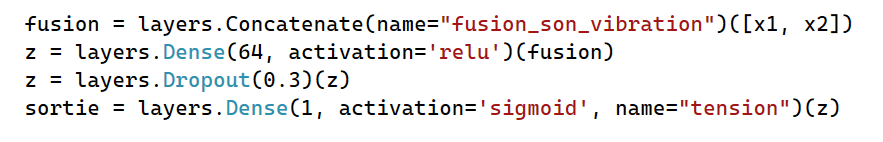 fusion = layers.Concatenate(name="fusion_son_vibration")([x1, x2])
z = layers.Dense(64, activation='relu')(fusion)
z = layers.Dropout(0.3)(z)
sortie = layers.Dense(1, activation='sigmoid', name="tension")(z)